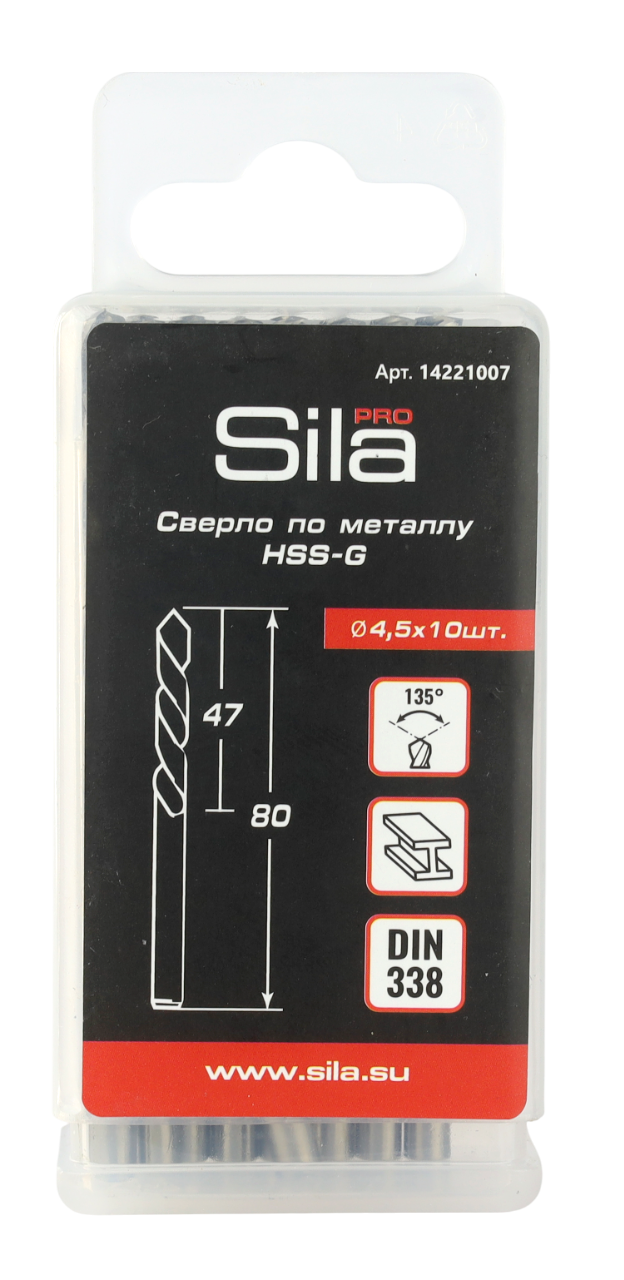 Арт. 14221007
Sila PRO
Сверло по металлу
HSS-G
Ø4,5x10шт.
135°
47
80
DIN
338
www.sila.su